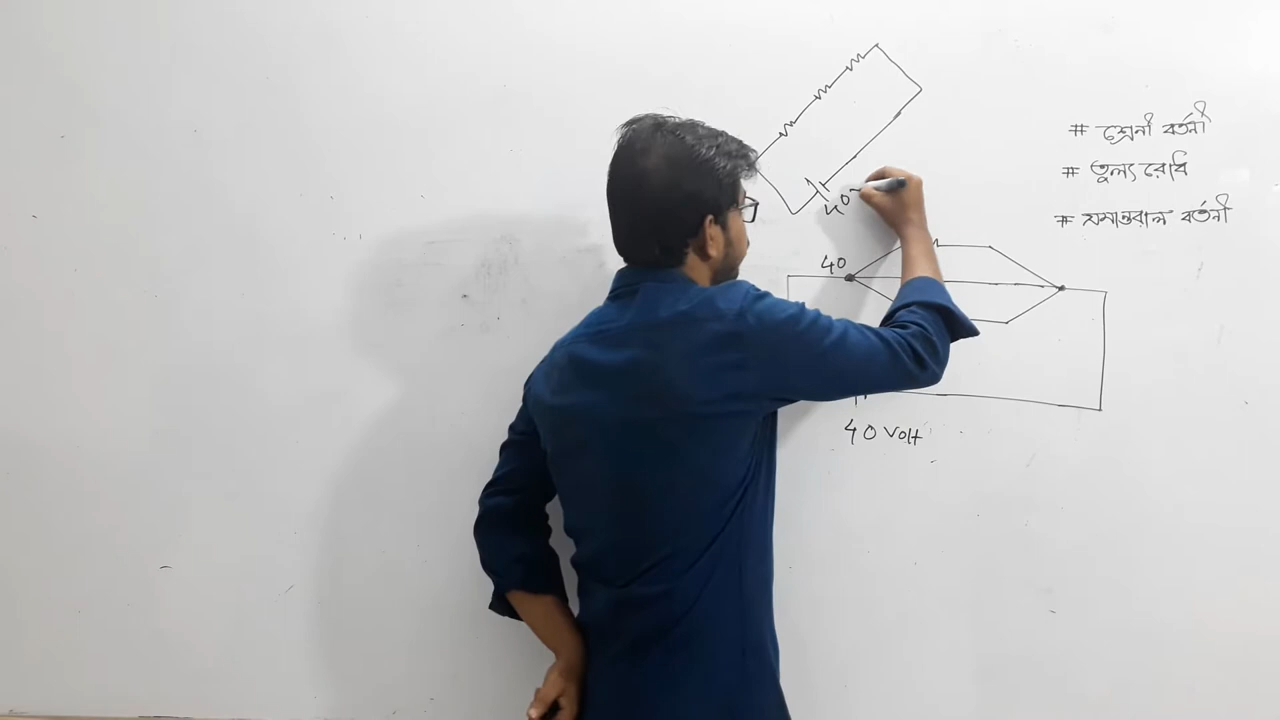 # শ্রেনী বর্তনী
# তুল্য রোধ
# সমান্তরাল বর্তনী
40
40
40 Volt